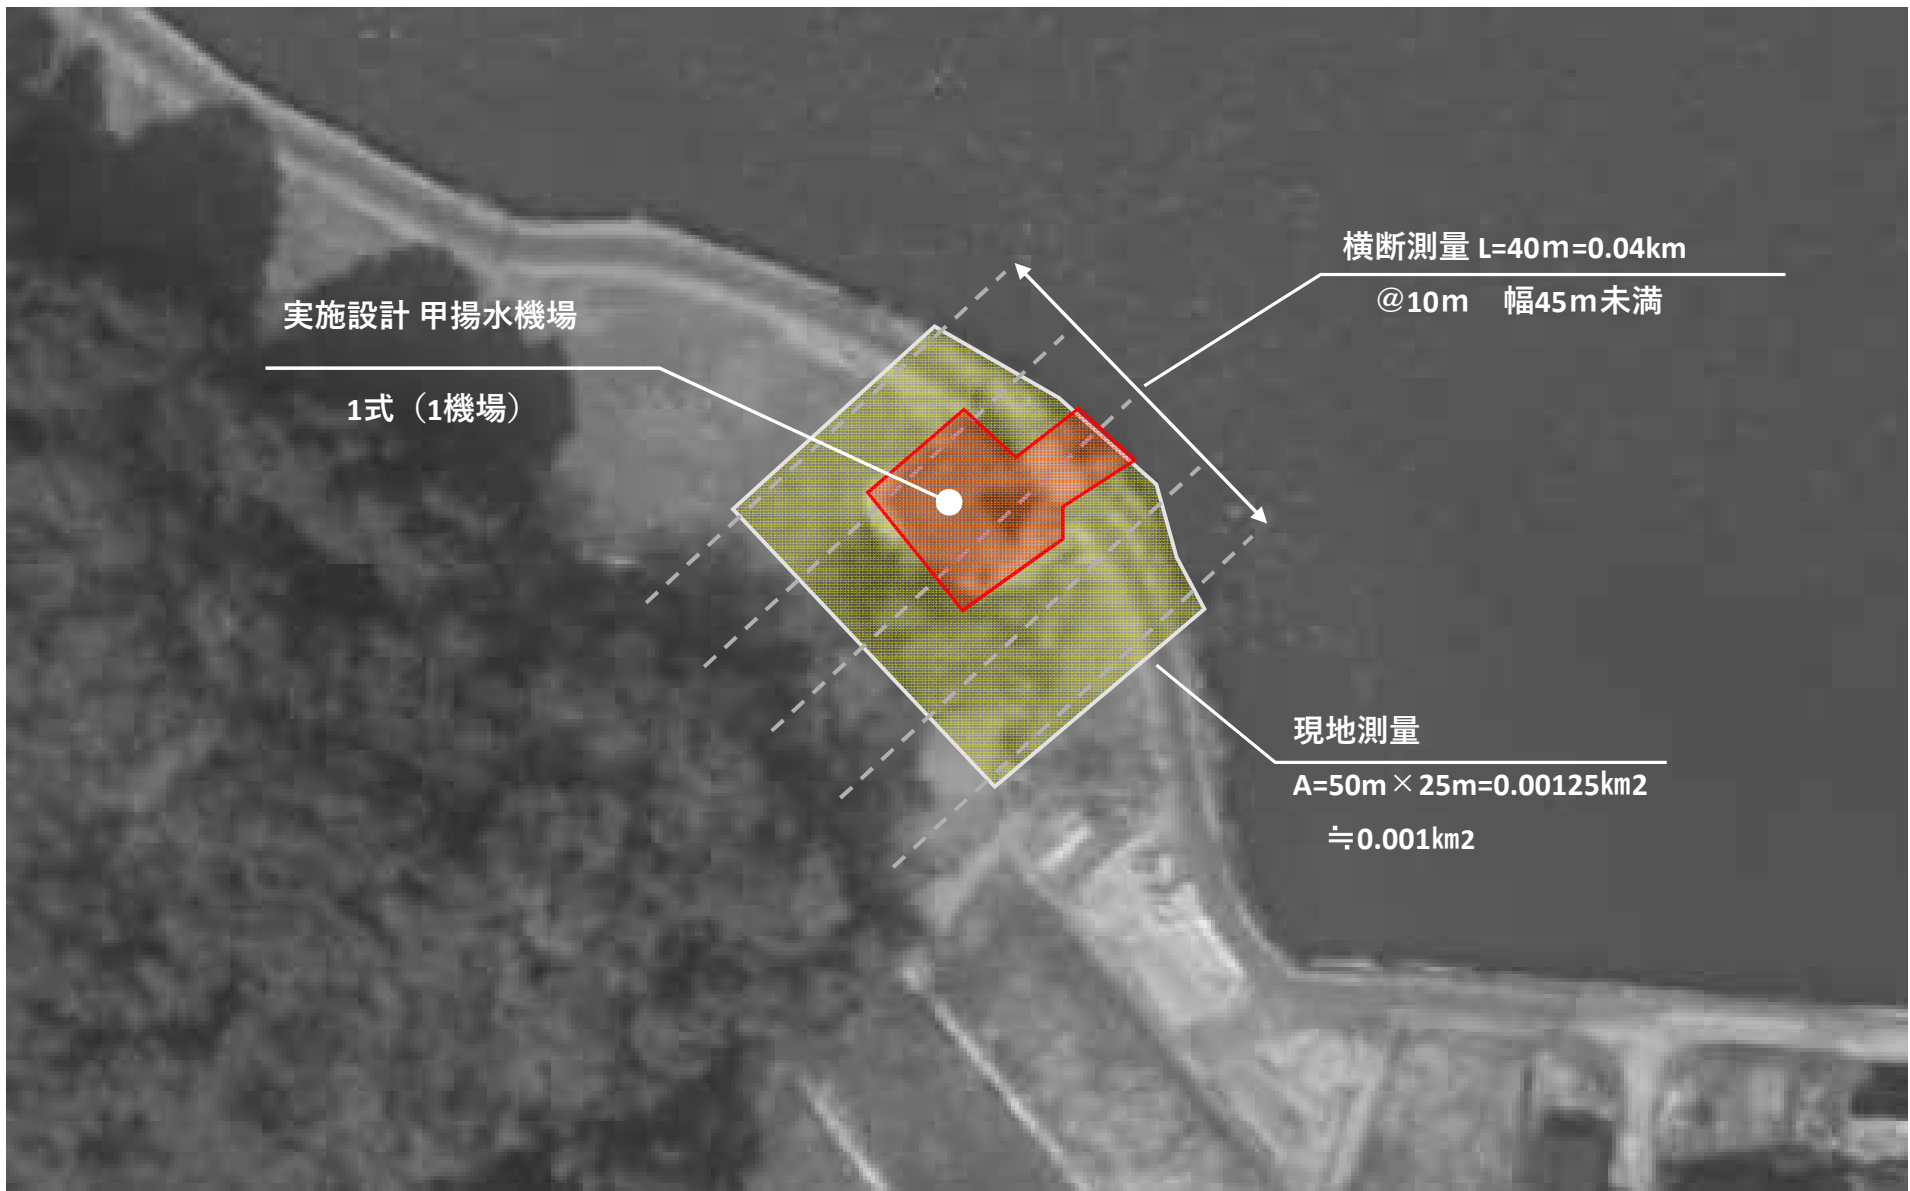 横断測量 L=40m=0.04km
@10m　幅45m未満
実施設計 甲揚水機場
1式（1機場）
現地測量
A=50m×25m=0.00125㎢
≒0.001㎢